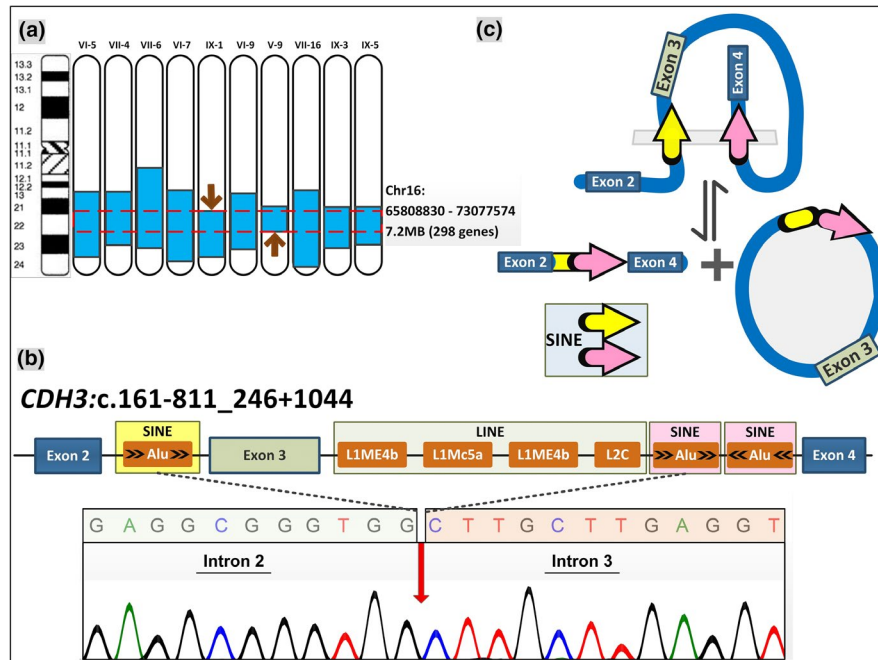 (a)
VI-5 VII-4 VII-6 VI-7 IX-1 VI-9 V-9 VII-16 IX-3 IX-5
13.3
13.2
13.1
12
11.2
11.1
11.1
11.2
12.1
12.2
13
21
22
23
24
Chr16:
65808830 - 73077574
7.2MB (298 genes)
(c)
Exon 3
Exon 4
Exon 2
Exon 2
Exon 4
+
Exon 3
SINE
(b)
CDH3:c.161-811_246+1044
SINE
LINE
SINE
SINE
Exon 2
>> Alu >>
Exon 3
L1ME4b
L1Mc5a
L1ME4b
L2C
>> Alu >>
<< Alu <<
Exon 4
G A G G C G G G T G G C T T G C T T G A G G T
Intron 2
Intron 3